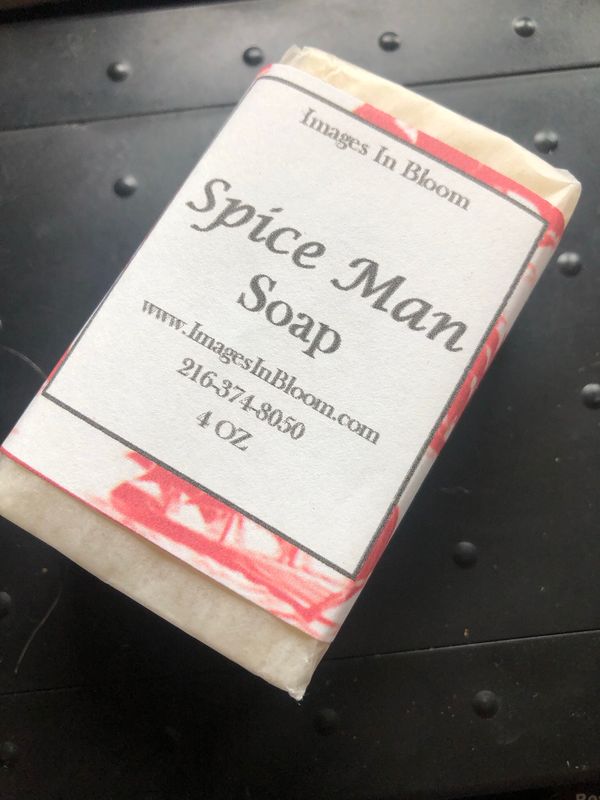 Images In Bloom
Spice Man
Soap
www.ImagesInBloom.com
216-374-8050
4 OZ